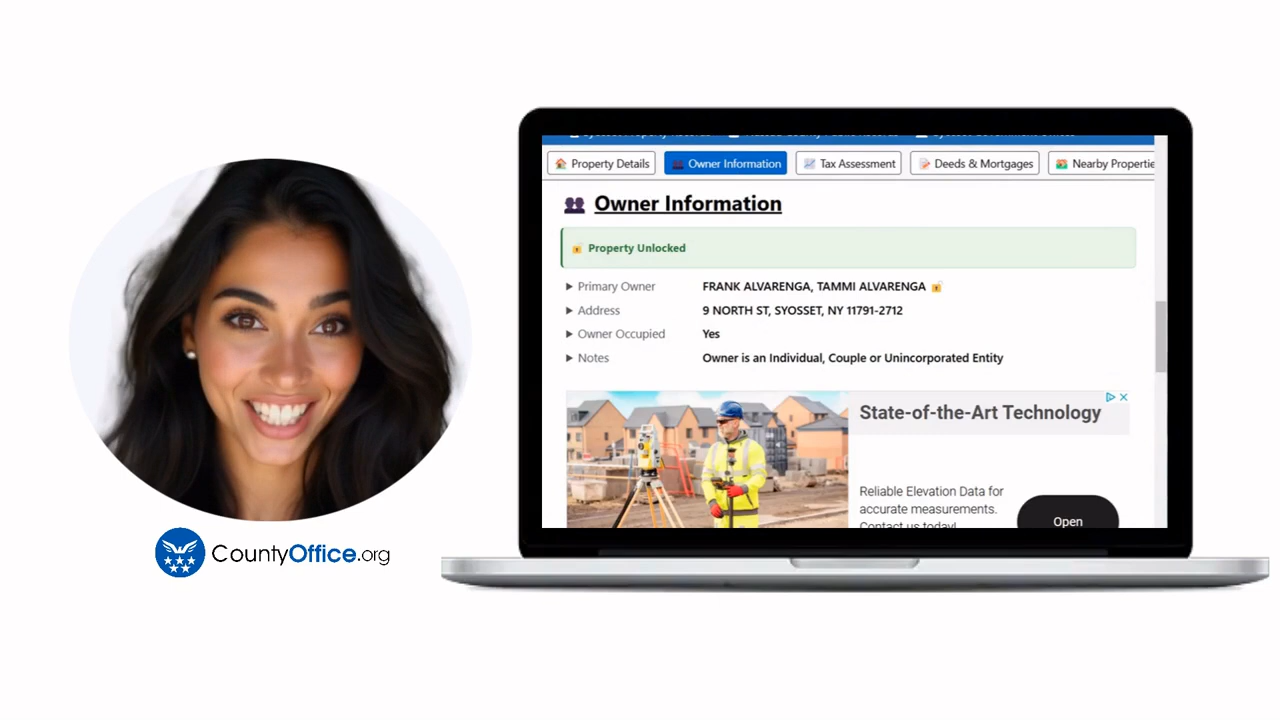 Property Details
Owner Information
Tax Assessment
Deeds & Mortgages
Nearby Propertie
Owner Information
Property Unlocked
Primary Owner FRANK ALVARENGA, TAMMI ALVARENGA
Address 9 NORTH ST, SYOSSET, NY 11791-2712
Owner Occupied Yes
Notes Owner is an Individual, Couple or Unincorporated Entity
State-of-the-Art Technology
Reliable Elevation Data for
accurate measurements.
Contact us today!
Open
CountyOffice.org